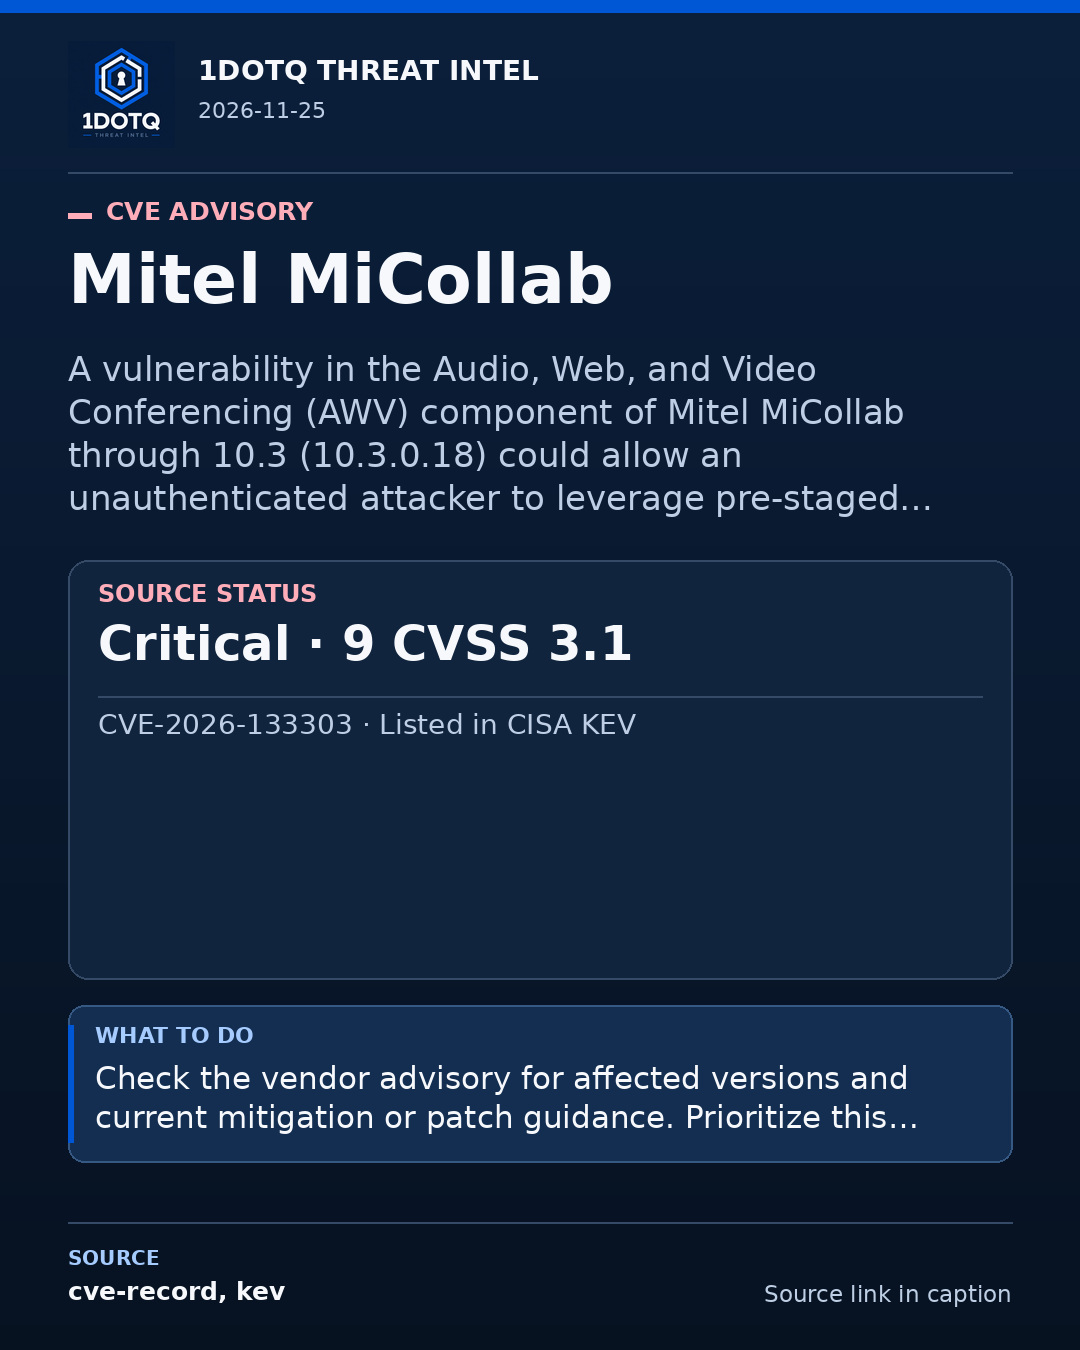 1DOTQ
THREAT INTEL
1DOTQ THREAT INTEL
2026-11-25
CVE ADVISORY
Mitel MiCollab
A vulnerability in the Audio, Web, and Video
Conferencing (AWV) component of Mitel MiCollab
through 10.3 (10.3.0.18) could allow an
unauthenticated attacker to leverage pre-staged...
SOURCE STATUS
Critical · 9 CVSS 3.1
CVE-2026-133303 · Listed in CISA KEV
WHAT TO DO
Check the vendor advisory for affected versions and
current mitigation or patch guidance. Prioritize this...
SOURCE
cve-record, kev
Source link in caption